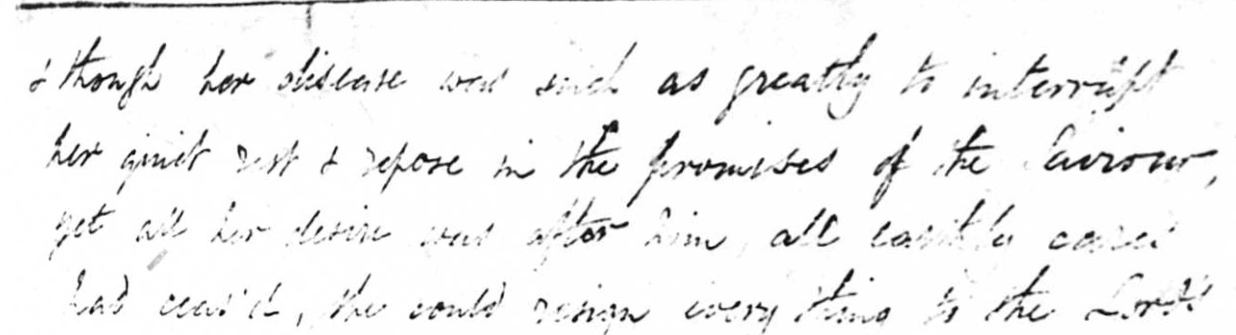 & though her disease was such as greatly to interrupt
her quiet rest & repose in the promises of the Saviour,
yet all her desire was after him, all earthly cares
had ceas'd, she could resign every thing to the Lord's